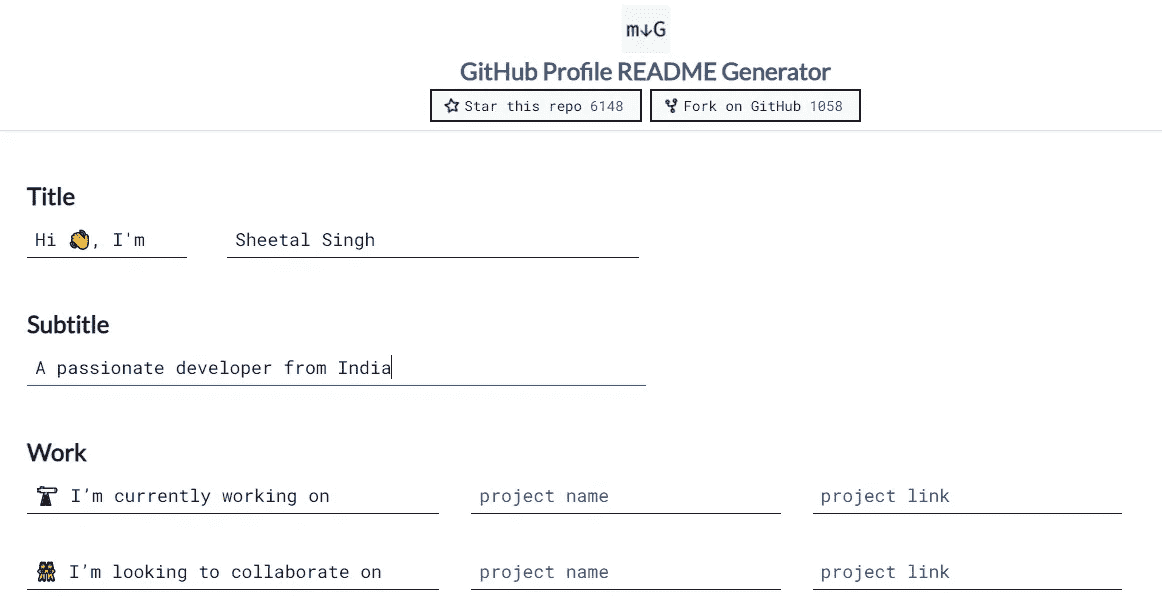 m↓G
GitHub Profile README Generator
Star this repo 6148 Fork on GitHub 1058
Title
Hi 👋, I'm Sheetal Singh
Subtitle
A passionate developer from India
Work
🔭 I’m currently working on project name project link
👯 I’m looking to collaborate on project name project link